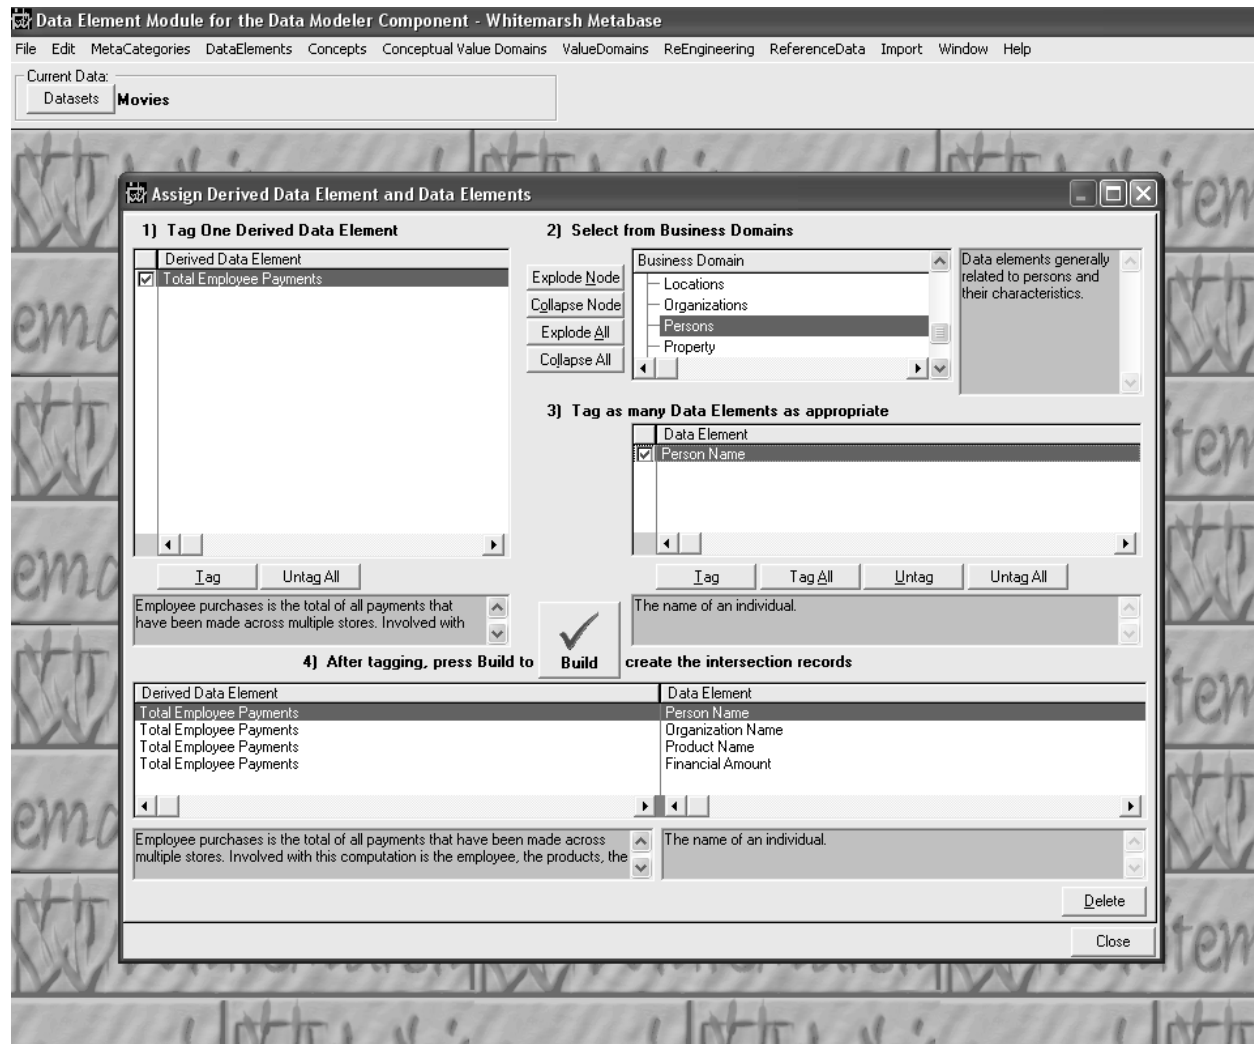 Data Element Module for the Data Modeler Component - Whitemarsh Metabase
File Edit MetaCategories DataElements Concepts Conceptual Value Domains ValueDomains ReEngineering ReferenceData Import Window Help
Current Data:
Datasets Movies
Assign Derived Data Element and Data Elements
1) Tag One Derived Data Element
Derived Data Element
Total Employee Payments
Tag Untag All
Employee purchases is the total of all payments that
have been made across multiple stores. Involved with
2) Select from Business Domains
Explode Node
Collapse Node
Explode All
Collapse All
Business Domain
Locations
Organizations
Persons
Property
Data elements generally
related to persons and
their characteristics.
3) Tag as many Data Elements as appropriate
Data Element
Person Name
Tag Tag All Untag Untag All
The name of an individual.
4) After tagging, press Build to Build create the intersection records
Derived Data Element Data Element
Total Employee Payments Person Name
Total Employee Payments Organization Name
Total Employee Payments Product Name
Total Employee Payments Financial Amount
Employee purchases is the total of all payments that have been made across
multiple stores. Involved with this computation is the employee, the products, the
The name of an individual.
Delete
Close